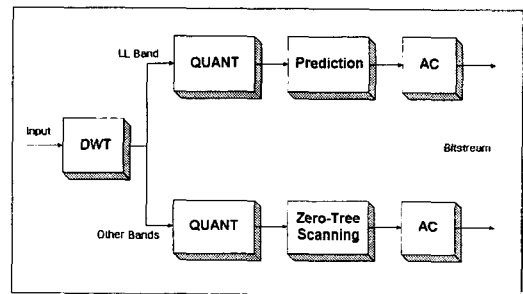 LL Band
QUANT
Prediction
AC
Input
DWT
Bitstream
Other Bands
QUANT
Zero-Tree
Scanning
AC